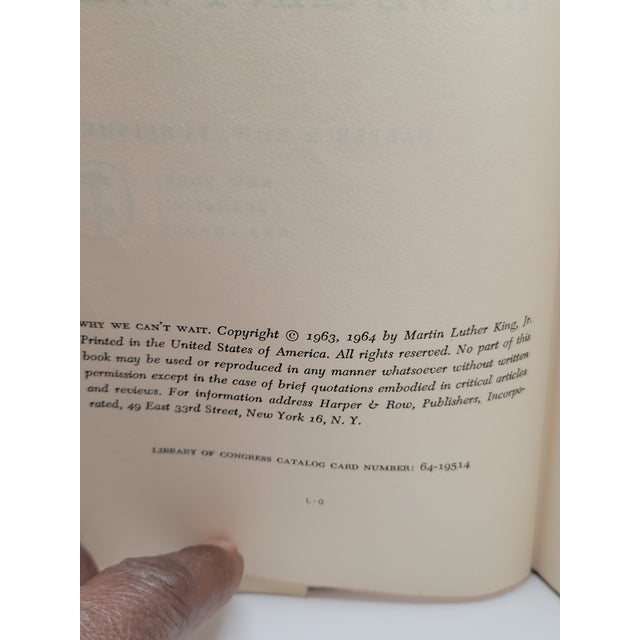 WHY WE CAN'T WAIT. Copyright © 1963, 1964 by Martin Luther King, Jr.
Printed in the United States of America. All rights reserved. No part of this
book may be used or reproduced in any manner whatsoever without written
permission except in the case of brief quotations embodied in critical articles
and reviews. For information address Harper & Row, Publishers, Incorpo-
rated, 49 East 33rd Street, New York 16, N. Y.
LIBRARY OF CONGRESS CATALOG CARD NUMBER: 64-19514
L-O